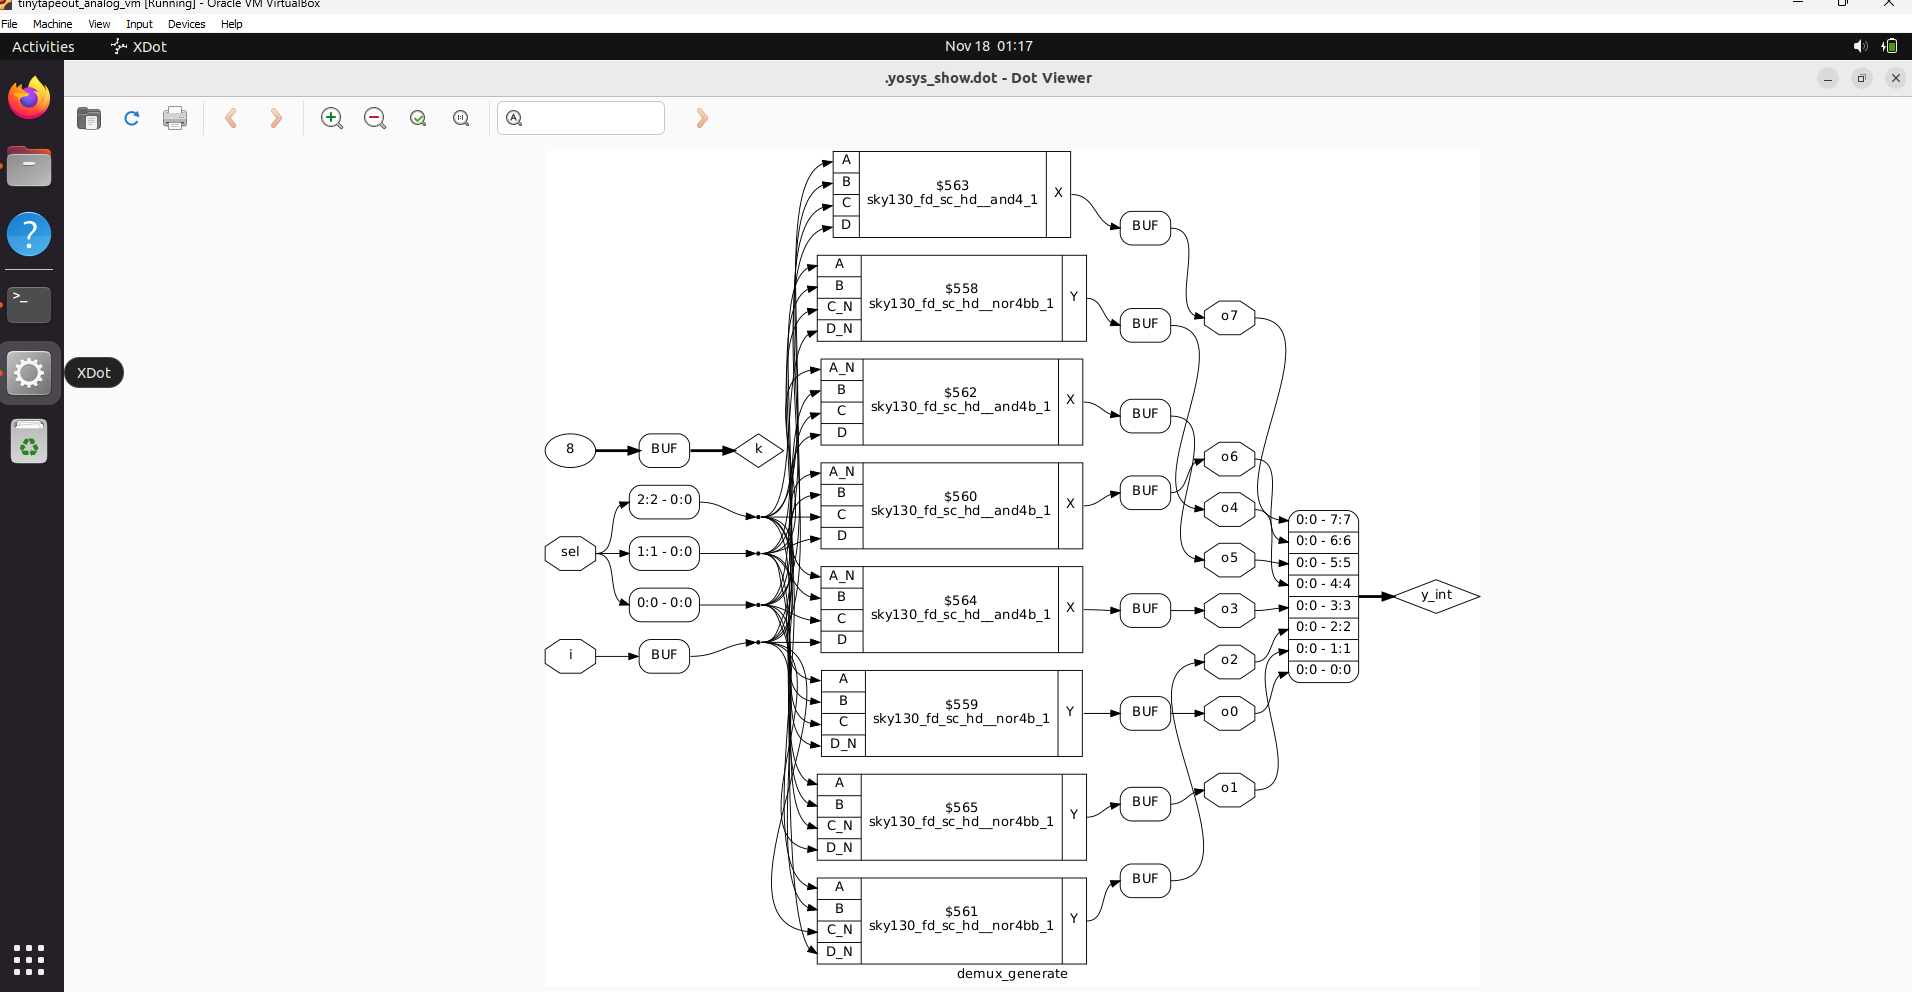 tinytapeout_analog_vm [Running] - Oracle VM VirtualBox
File Machine View Input Devices Help
Activities XDot Nov 18 01:17
.yosys_show.dot - Dot Viewer
XDot
A
B
C
D
$563
sky130_fd_sc_hd__and4_1
X
BUF
A
B
C_N
D_N
$558
sky130_fd_sc_hd__nor4bb_1
Y
BUF
o7
A_N
B
C
D
$562
sky130_fd_sc_hd__and4b_1
X
BUF
8
BUF
k
A_N
B
C
D
$560
sky130_fd_sc_hd__and4b_1
X
BUF
o6
o4
o5
sel
2:2 - 0:0
1:1 - 0:0
0:0 - 0:0
i
BUF
A_N
B
C
D
$564
sky130_fd_sc_hd__and4b_1
X
BUF
o3
0:0 - 7:7
0:0 - 6:6
0:0 - 5:5
0:0 - 4:4
0:0 - 3:3
0:0 - 2:2
0:0 - 1:1
0:0 - 0:0
y_int
A
B
C
D_N
$559
sky130_fd_sc_hd__nor4b_1
Y
BUF
o2
o0
A
B
C_N
D_N
$565
sky130_fd_sc_hd__nor4bb_1
Y
BUF
o1
A
B
C_N
D_N
$561
sky130_fd_sc_hd__nor4bb_1
Y
BUF
demux_generate